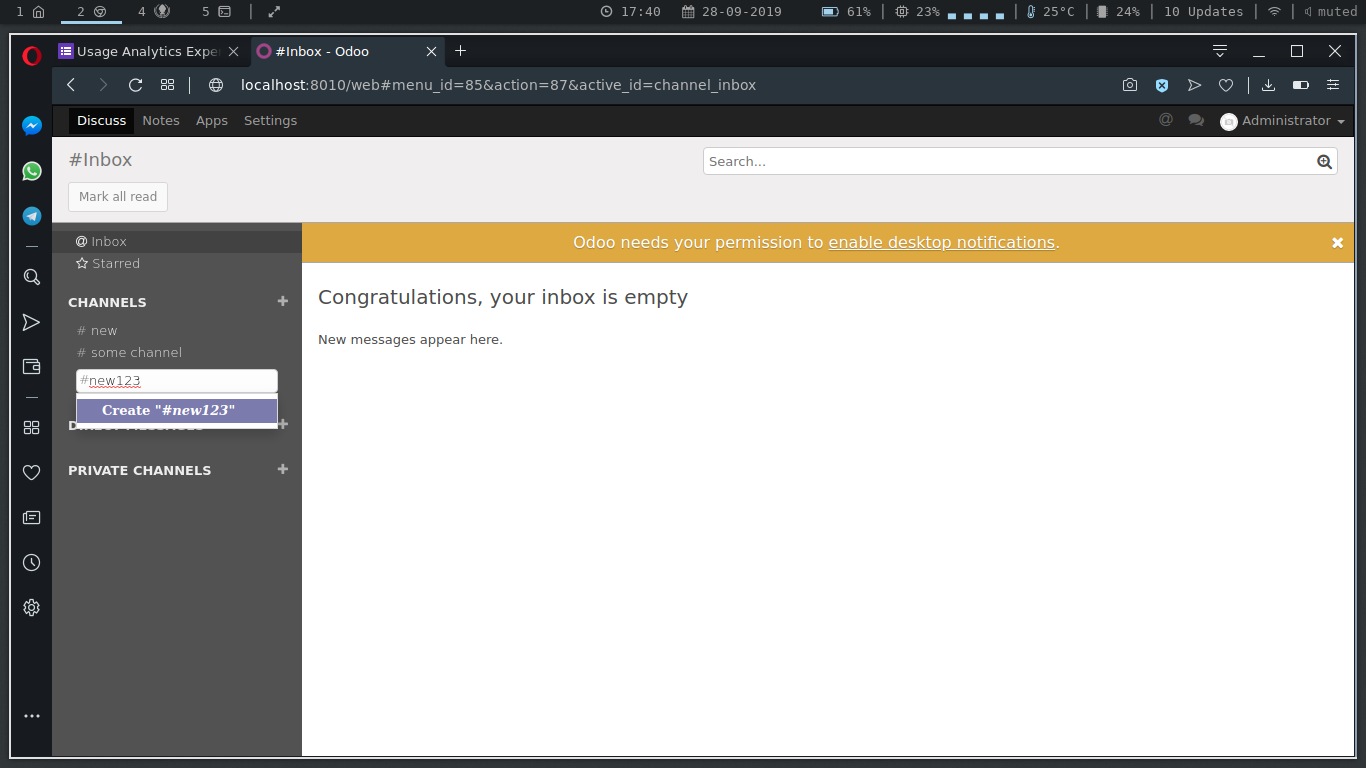 1 2 4 5 17:40 28-09-2019 61% 23% 25°C 24% 10 Updates muted
Usage Analytics Expe
#Inbox - Odoo
localhost:8010/web#menu_id=85&action=87&active_id=channel_inbox
Discuss Notes Apps Settings @ Administrator
#Inbox
Search...
Mark all read
Inbox
Starred
Odoo needs your permission to enable desktop notifications.
CHANNELS
# new
# some channel
#new123
Create "#new123"
PRIVATE CHANNELS
Congratulations, your inbox is empty
New messages appear here.